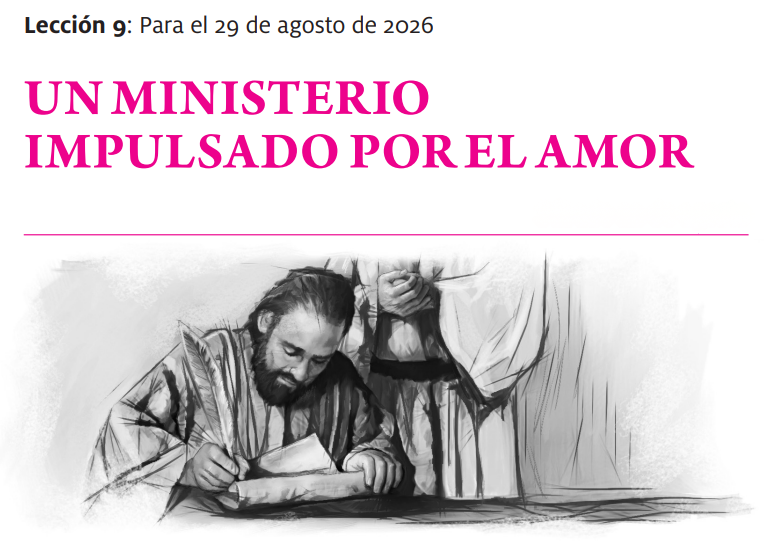 Lección 9: Para el 29 de agosto de 2026
UN MINISTERIO
IMPULSADO POR EL AMOR